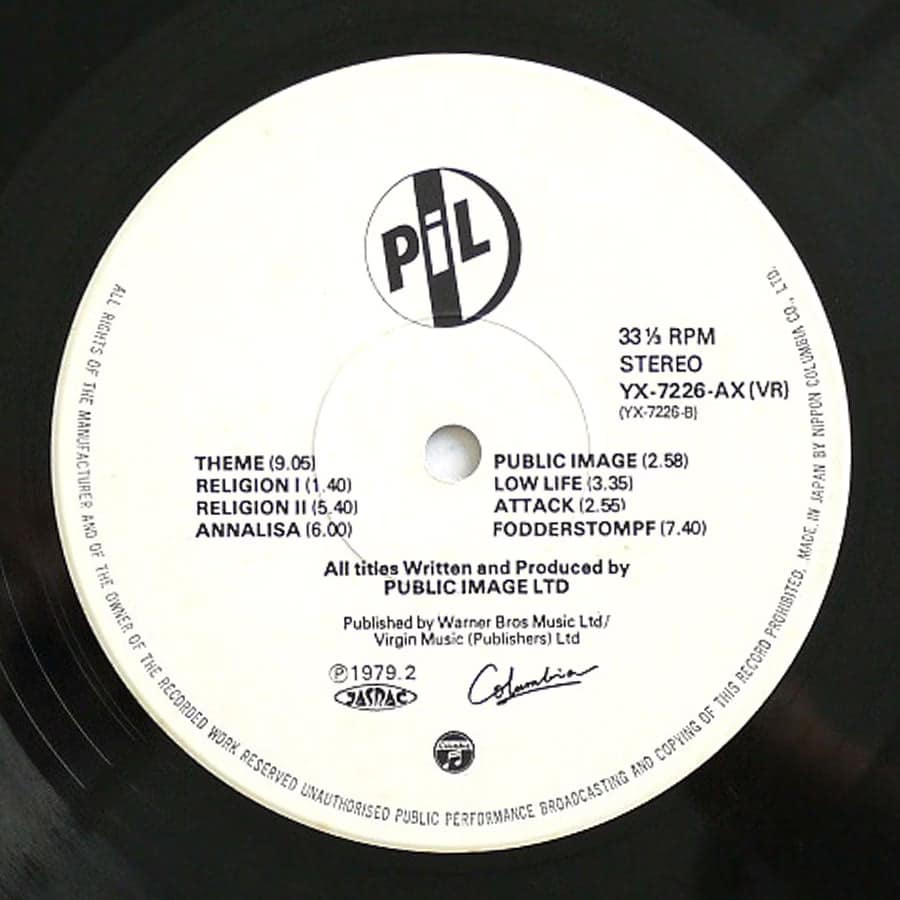 PiL
33 1/3 RPM
STEREO
YX-7226-AX (VR)
(YX-7226-B)
THEME (9.05)
RELIGION I (1.40)
RELIGION II (5.40)
ANNALISA (6.00)
PUBLIC IMAGE (2.58)
LOW LIFE (3.35)
ATTACK (2.55)
FODDERSTOMPF (7.40)
All titles Written and Produced by
PUBLIC IMAGE LTD
Published by Warner Bros Music Ltd/
Virgin Music (Publishers) Ltd
℗1979.2
JASRAC
Columbia
ALL RIGHTS OF THE MANUFACTURER AND OF THE OWNER OF THE RECORDED WORK RESERVED UNAUTHORISED PUBLIC PERFORMANCE BROADCASTING AND COPYING OF THIS RECORD PROHIBITED. MADE IN JAPAN BY NIPPON COLUMBIA CO., LTD.